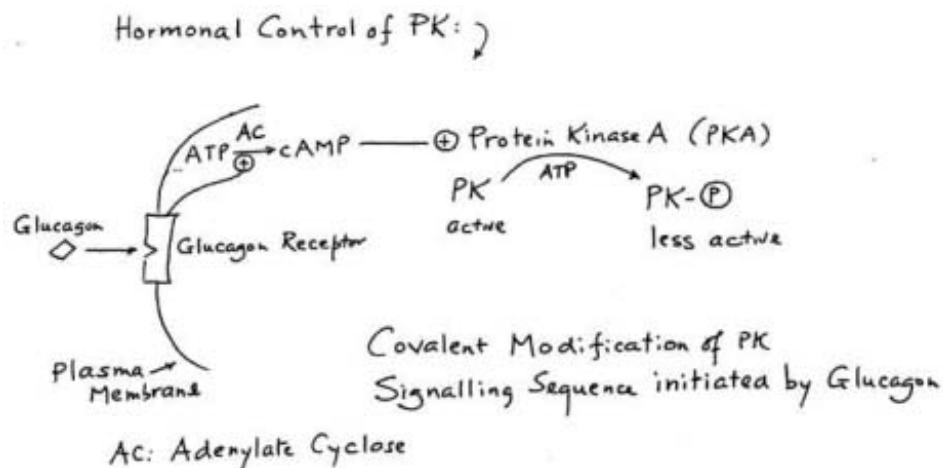 Hormonal Control of PK:
AC
ATP → cAMP — ⊕ Protein Kinase A (PKA)
⊕
ATP
PK PK-Ⓟ
active less active
Glucagon
Glucagon Receptor
Plasma
Membrane
Covalent Modification of PK
Signalling Sequence initiated by Glucagon
AC: Adenylate Cyclose